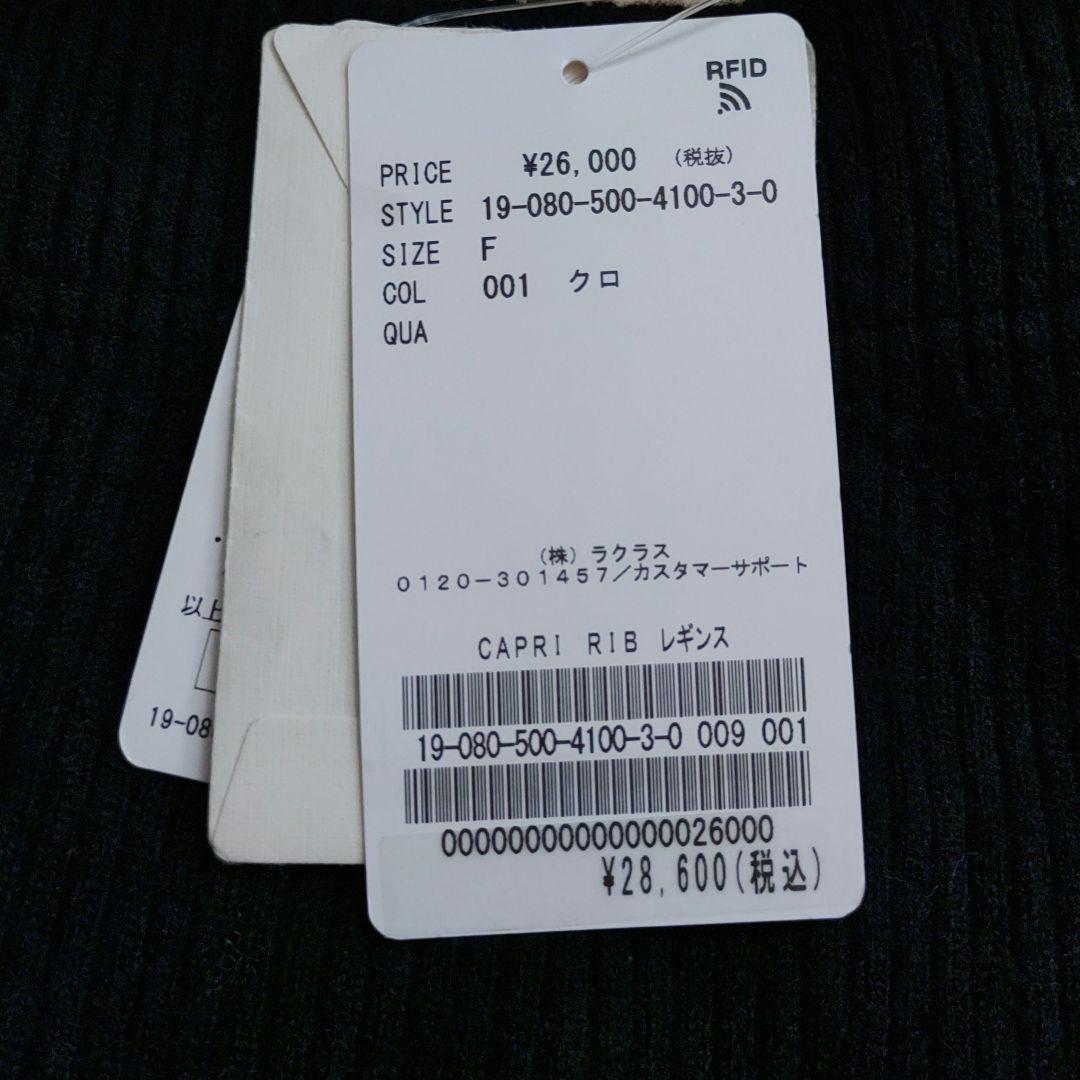 RFID
PRICE ¥26,000 (税抜)
STYLE 19-080-500-4100-3-0
SIZE F
COL 001 クロ
QUA
(株) ラクラス
0120-301457/カスタマーサポート
CAPRI RIB レギンス
19-080-500-4100-3-0 009 001
00000000000000026000
¥28,600(税込)
以上
19-08